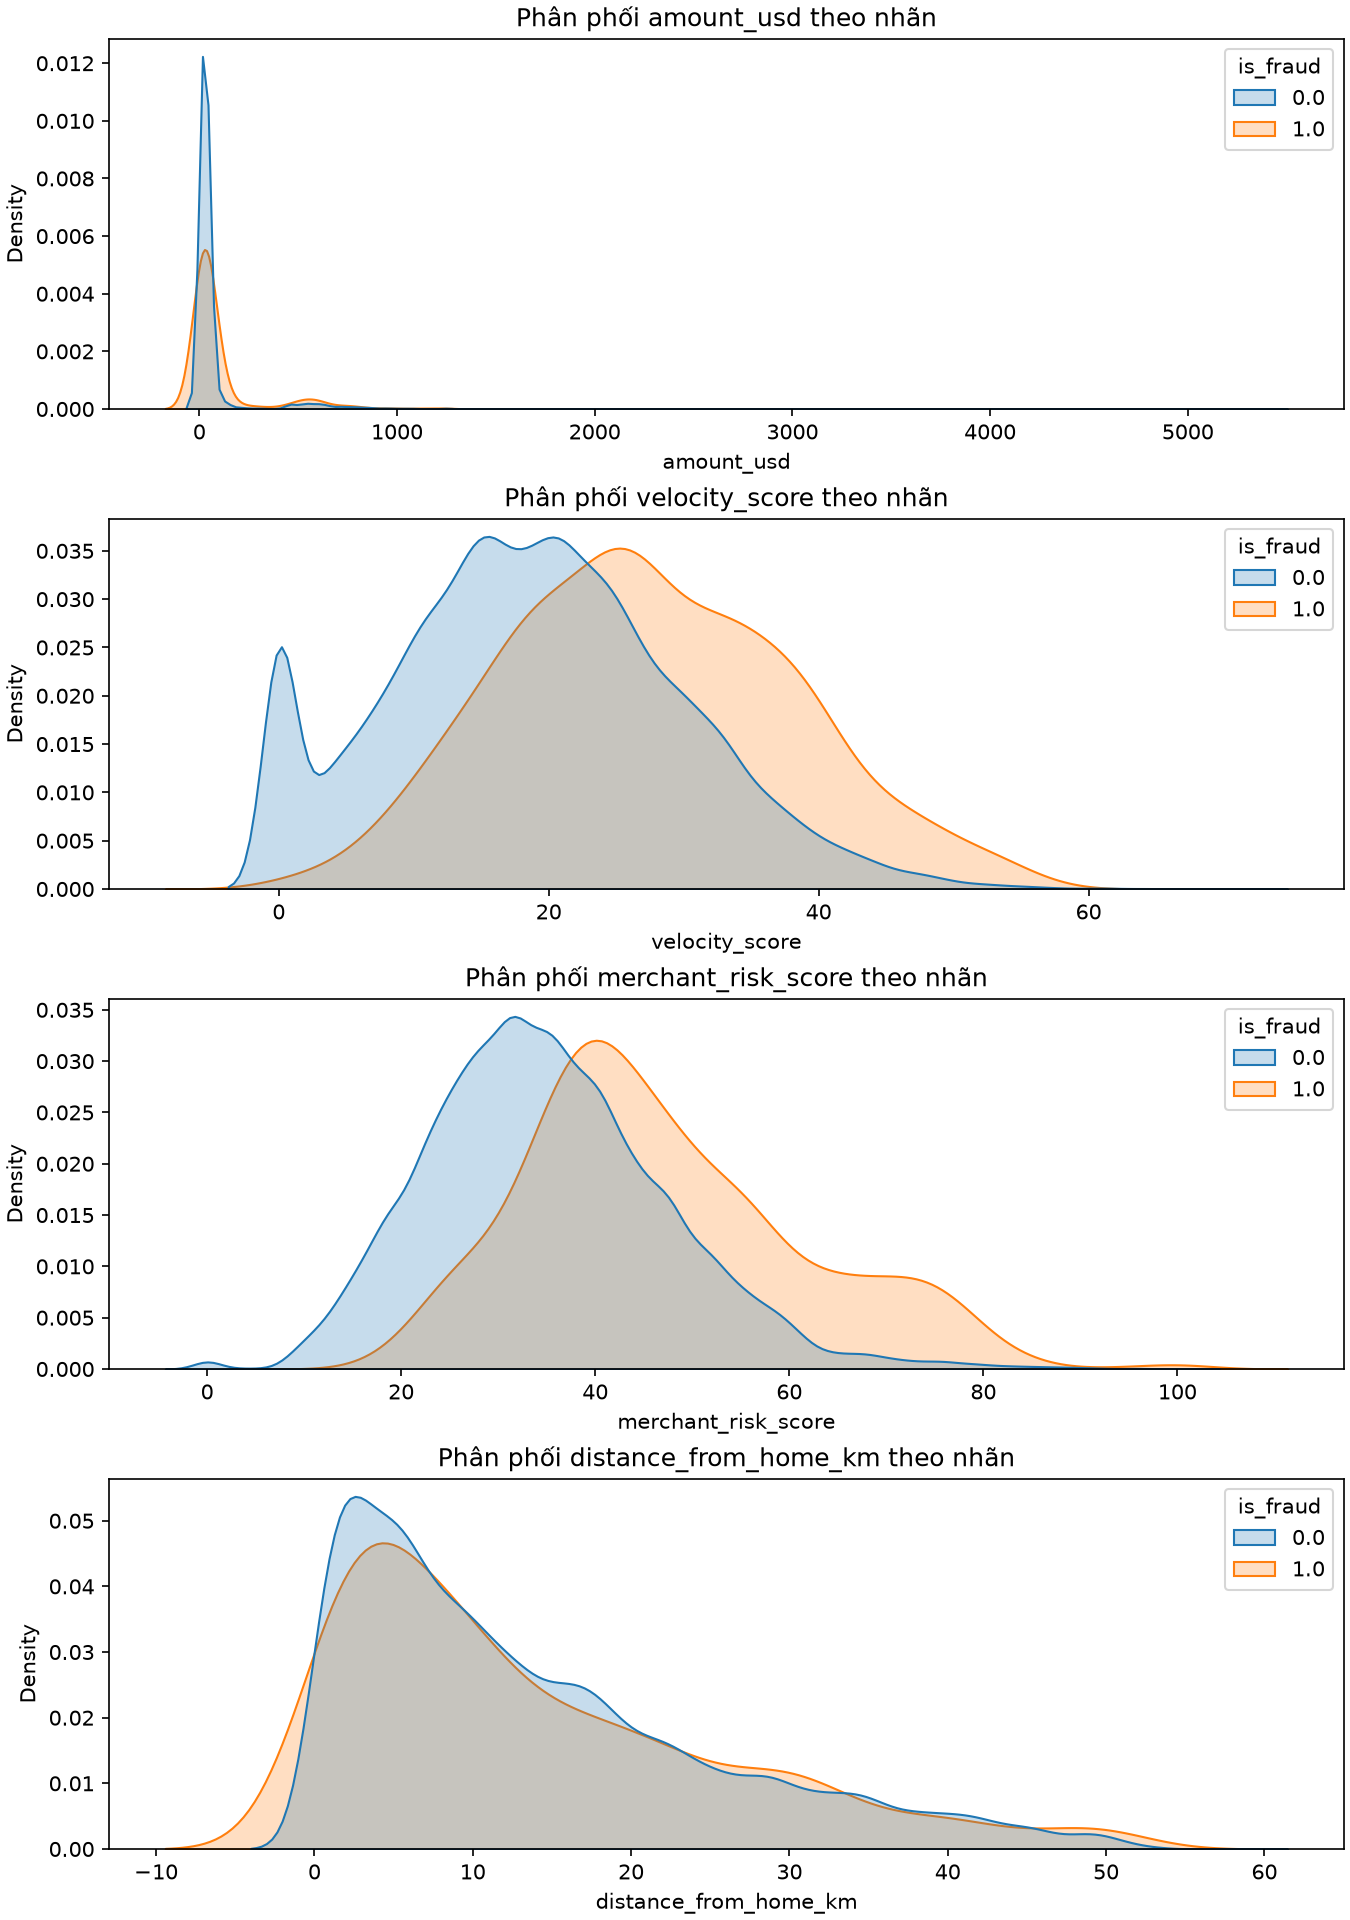 Phân phối amount_usd theo nhãn
is_fraud
0.0
1.0
0.012
0.010
0.008
0.006
0.004
0.002
0.000
Density
0 1000 2000 3000 4000 5000
amount_usd
Phân phối velocity_score theo nhãn
is_fraud
0.0
1.0
0.035
0.030
0.025
0.020
0.015
0.010
0.005
0.000
Density
0 20 40 60
velocity_score
Phân phối merchant_risk_score theo nhãn
is_fraud
0.0
1.0
0.035
0.030
0.025
0.020
0.015
0.010
0.005
0.000
Density
0 20 40 60 80 100
merchant_risk_score
Phân phối distance_from_home_km theo nhãn
is_fraud
0.0
1.0
0.05
0.04
0.03
0.02
0.01
0.00
Density
−10 0 10 20 30 40 50 60
distance_from_home_km